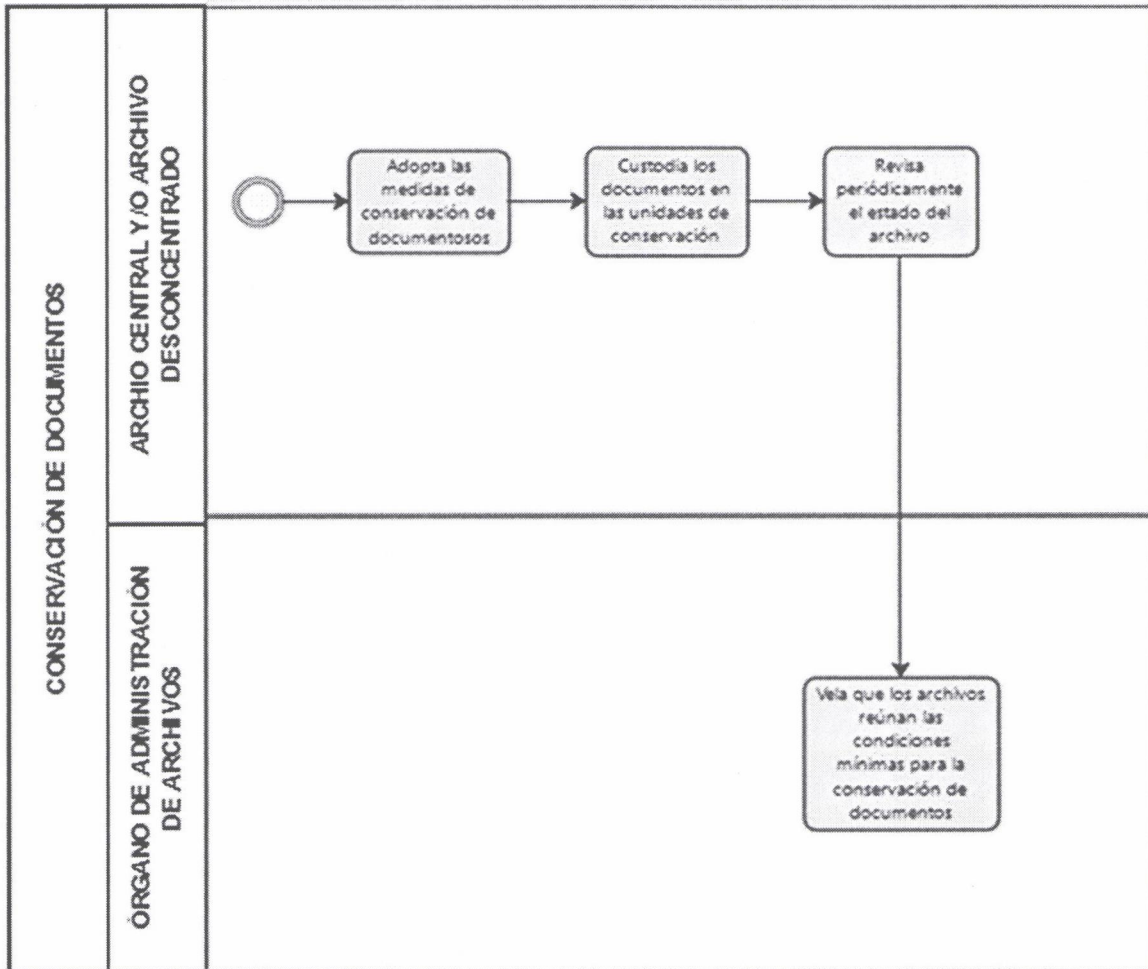 CONSERVACIÓN DE DOCUMENTOS
ARCHIO CENTRAL Y/O ARCHIVO
DESCONCENTRADO
Adopta las
medidas de
conservación de
documentosos
Custodia los
documentos en
las unidades de
conservación
Revisa
periódicamente
el estado del
archivo
ÓRGANO DE ADMINISTRACIÓN
DE ARCHIVOS
Vela que los archivos
reúnan las
condiciones
mínimas para la
conservación de
documentos